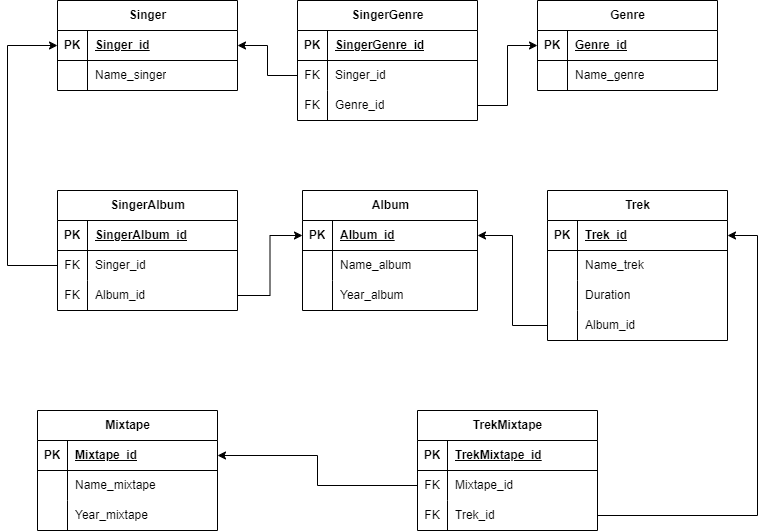 Singer
PK Singer_id
Name_singer
SingerGenre
PK SingerGenre_id
FK Singer_id
FK Genre_id
Genre
PK Genre_id
Name_genre
SingerAlbum
PK SingerAlbum_id
FK Singer_id
FK Album_id
Album
PK Album_id
Name_album
Year_album
Trek
PK Trek_id
Name_trek
Duration
Album_id
Mixtape
PK Mixtape_id
Name_mixtape
Year_mixtape
TrekMixtape
PK TrekMixtape_id
FK Mixtape_id
FK Trek_id